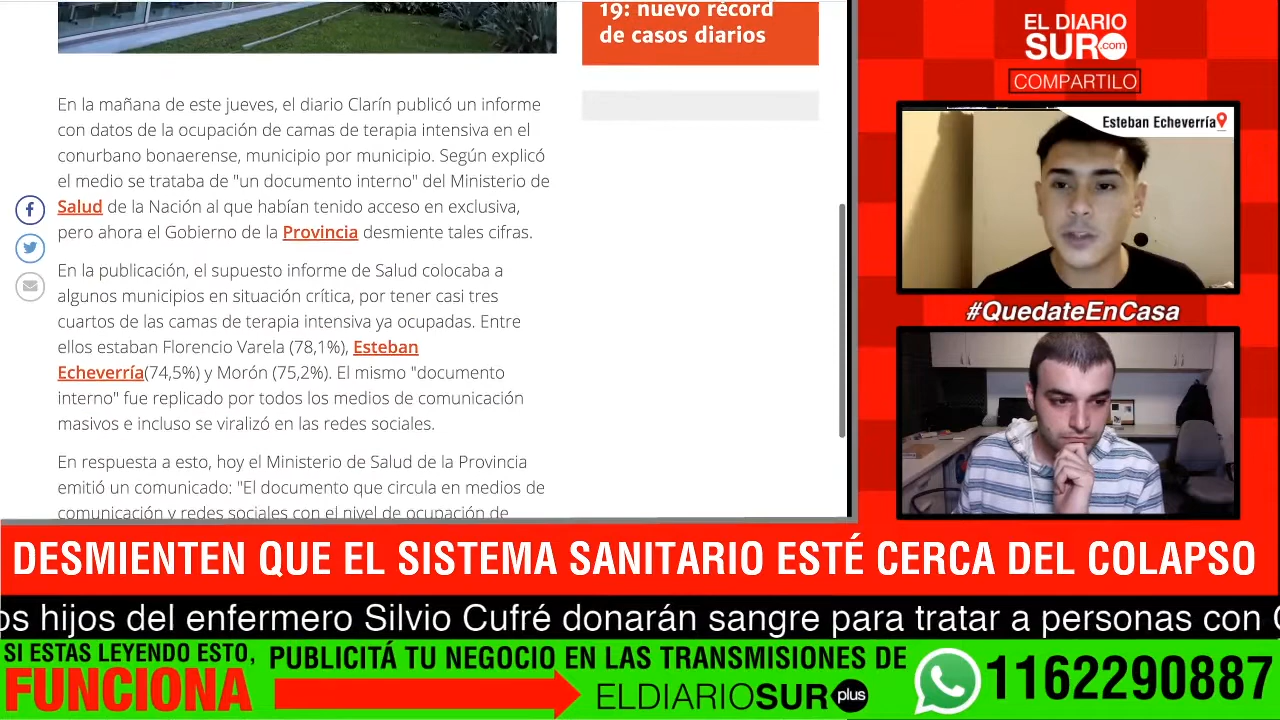 19: nuevo récord
de casos diarios
En la mañana de este jueves, el diario Clarín publicó un informe
con datos de la ocupación de camas de terapia intensiva en el
conurbano bonaerense, municipio por municipio. Según explicó
el medio se trataba de "un documento interno" del Ministerio de
Salud de la Nación al que habían tenido acceso en exclusiva,
pero ahora el Gobierno de la Provincia desmiente tales cifras.
En la publicación, el supuesto informe de Salud colocaba a
algunos municipios en situación crítica, por tener casi tres
cuartos de las camas de terapia intensiva ya ocupadas. Entre
ellos estaban Florencio Varela (78,1%), Esteban
Echeverría(74,5%) y Morón (75,2%). El mismo "documento
interno" fue replicado por todos los medios de comunicación
masivos e incluso se viralizó en las redes sociales.
En respuesta a esto, hoy el Ministerio de Salud de la Provincia
emitió un comunicado: "El documento que circula en medios de
comunicación y redes sociales con el nivel de ocupación de
EL DIARIO
SUR.com
COMPARTILO
Esteban Echeverría
#QuedateEnCasa
DESMIENTEN QUE EL SISTEMA SANITARIO ESTÉ CERCA DEL COLAPSO
os hijos del enfermero Silvio Cufré donarán sangre para tratar a personas con
SI ESTAS LEYENDO ESTO,
FUNCIONA
PUBLICITÁ TU NEGOCIO EN LAS TRANSMISIONES DE
ELDIARIOSUR plus
1162290887